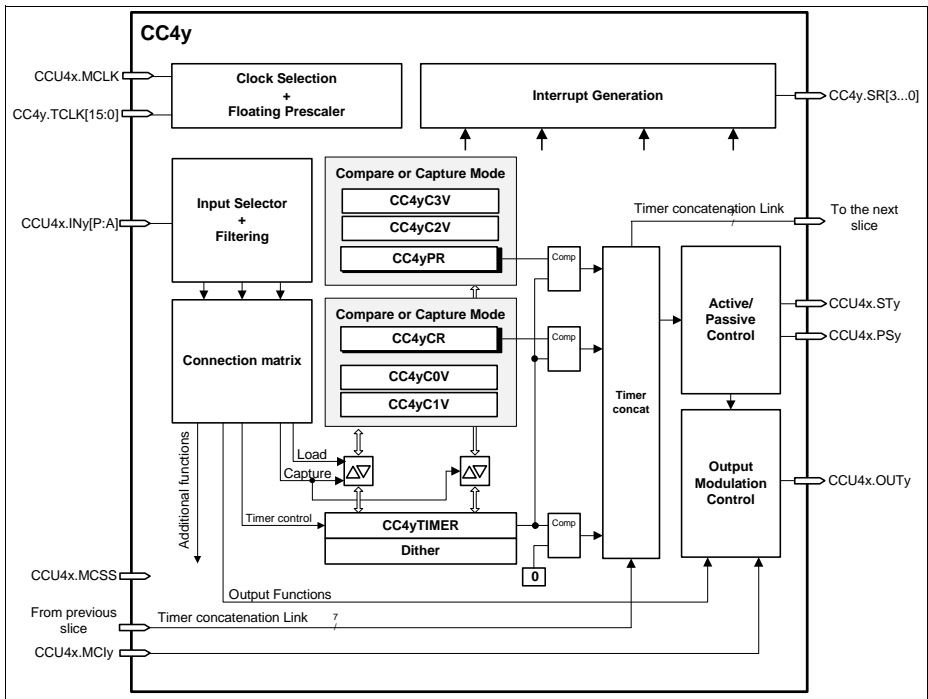 CC4y
CCU4x.MCLK
CC4y.TCLK[15:0]
Clock Selection
+
Floating Prescaler
Interrupt Generation
CC4y.SR[3...0]
CCU4x.INy[P:A]
Input Selector
+
Filtering
Compare or Capture Mode
CC4yC3V
CC4yC2V
CC4yPR
Comp
Timer concatenation Link
7
To the next
slice
Connection matrix
Compare or Capture Mode
CC4yCR
CC4yC0V
CC4yC1V
Comp
Timer
concat
Active/
Passive
Control
CCU4x.STy
CCU4x.PSy
Additional functions
Load
Capture
Timer control
CC4yTIMER
Dither
Comp
0
Output
Modulation
Control
CCU4x.OUTy
CCU4x.MCSS
Output Functions
From previous
slice
Timer concatenation Link
7
CCU4x.MCIy